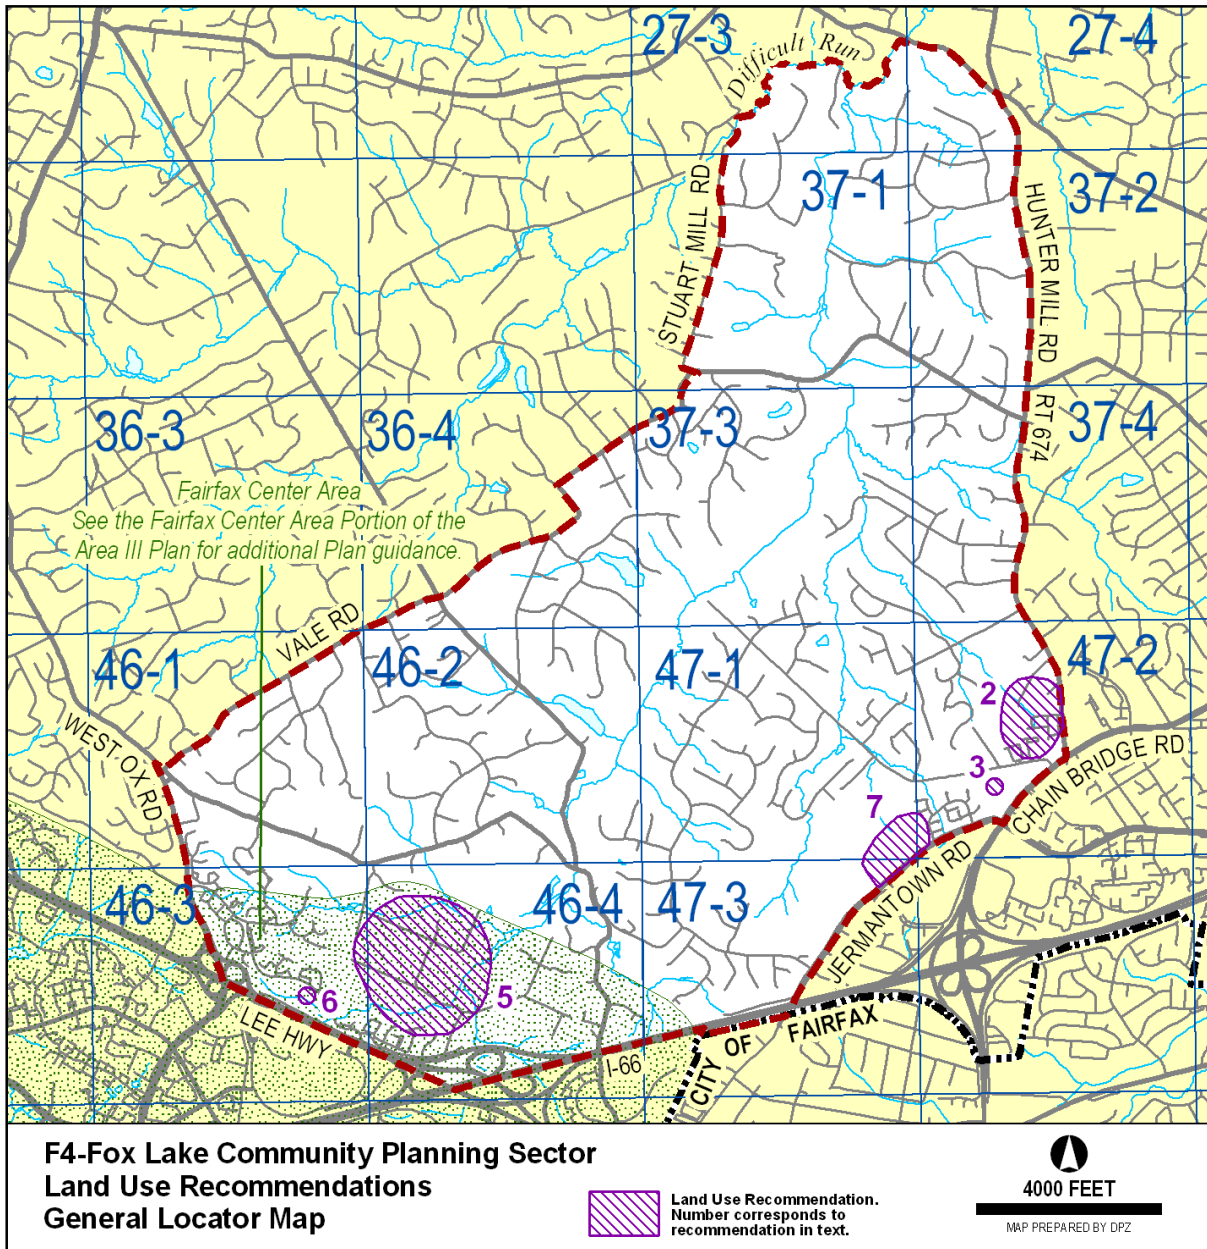 27-3
27-4
Difficult Run
37-1
37-2
STUART MILL RD
HUNTER MILL RD RT 674
36-3
36-4
37-3
37-4
Fairfax Center Area
See the Fairfax Center Area Portion of the
Area III Plan for additional Plan guidance.
VALE RD
46-1
46-2
47-1
47-2
2
WEST OX RD
3
CHAIN BRIDGE RD
7
JERMANTOWN RD
46-3
46-4
47-3
5
6
LEE HWY
I-66
CITY OF FAIRFAX
F4-Fox Lake Community Planning Sector
Land Use Recommendations
General Locator Map
Land Use Recommendation.
Number corresponds to
recommendation in text.
4000 FEET
MAP PREPARED BY DPZ